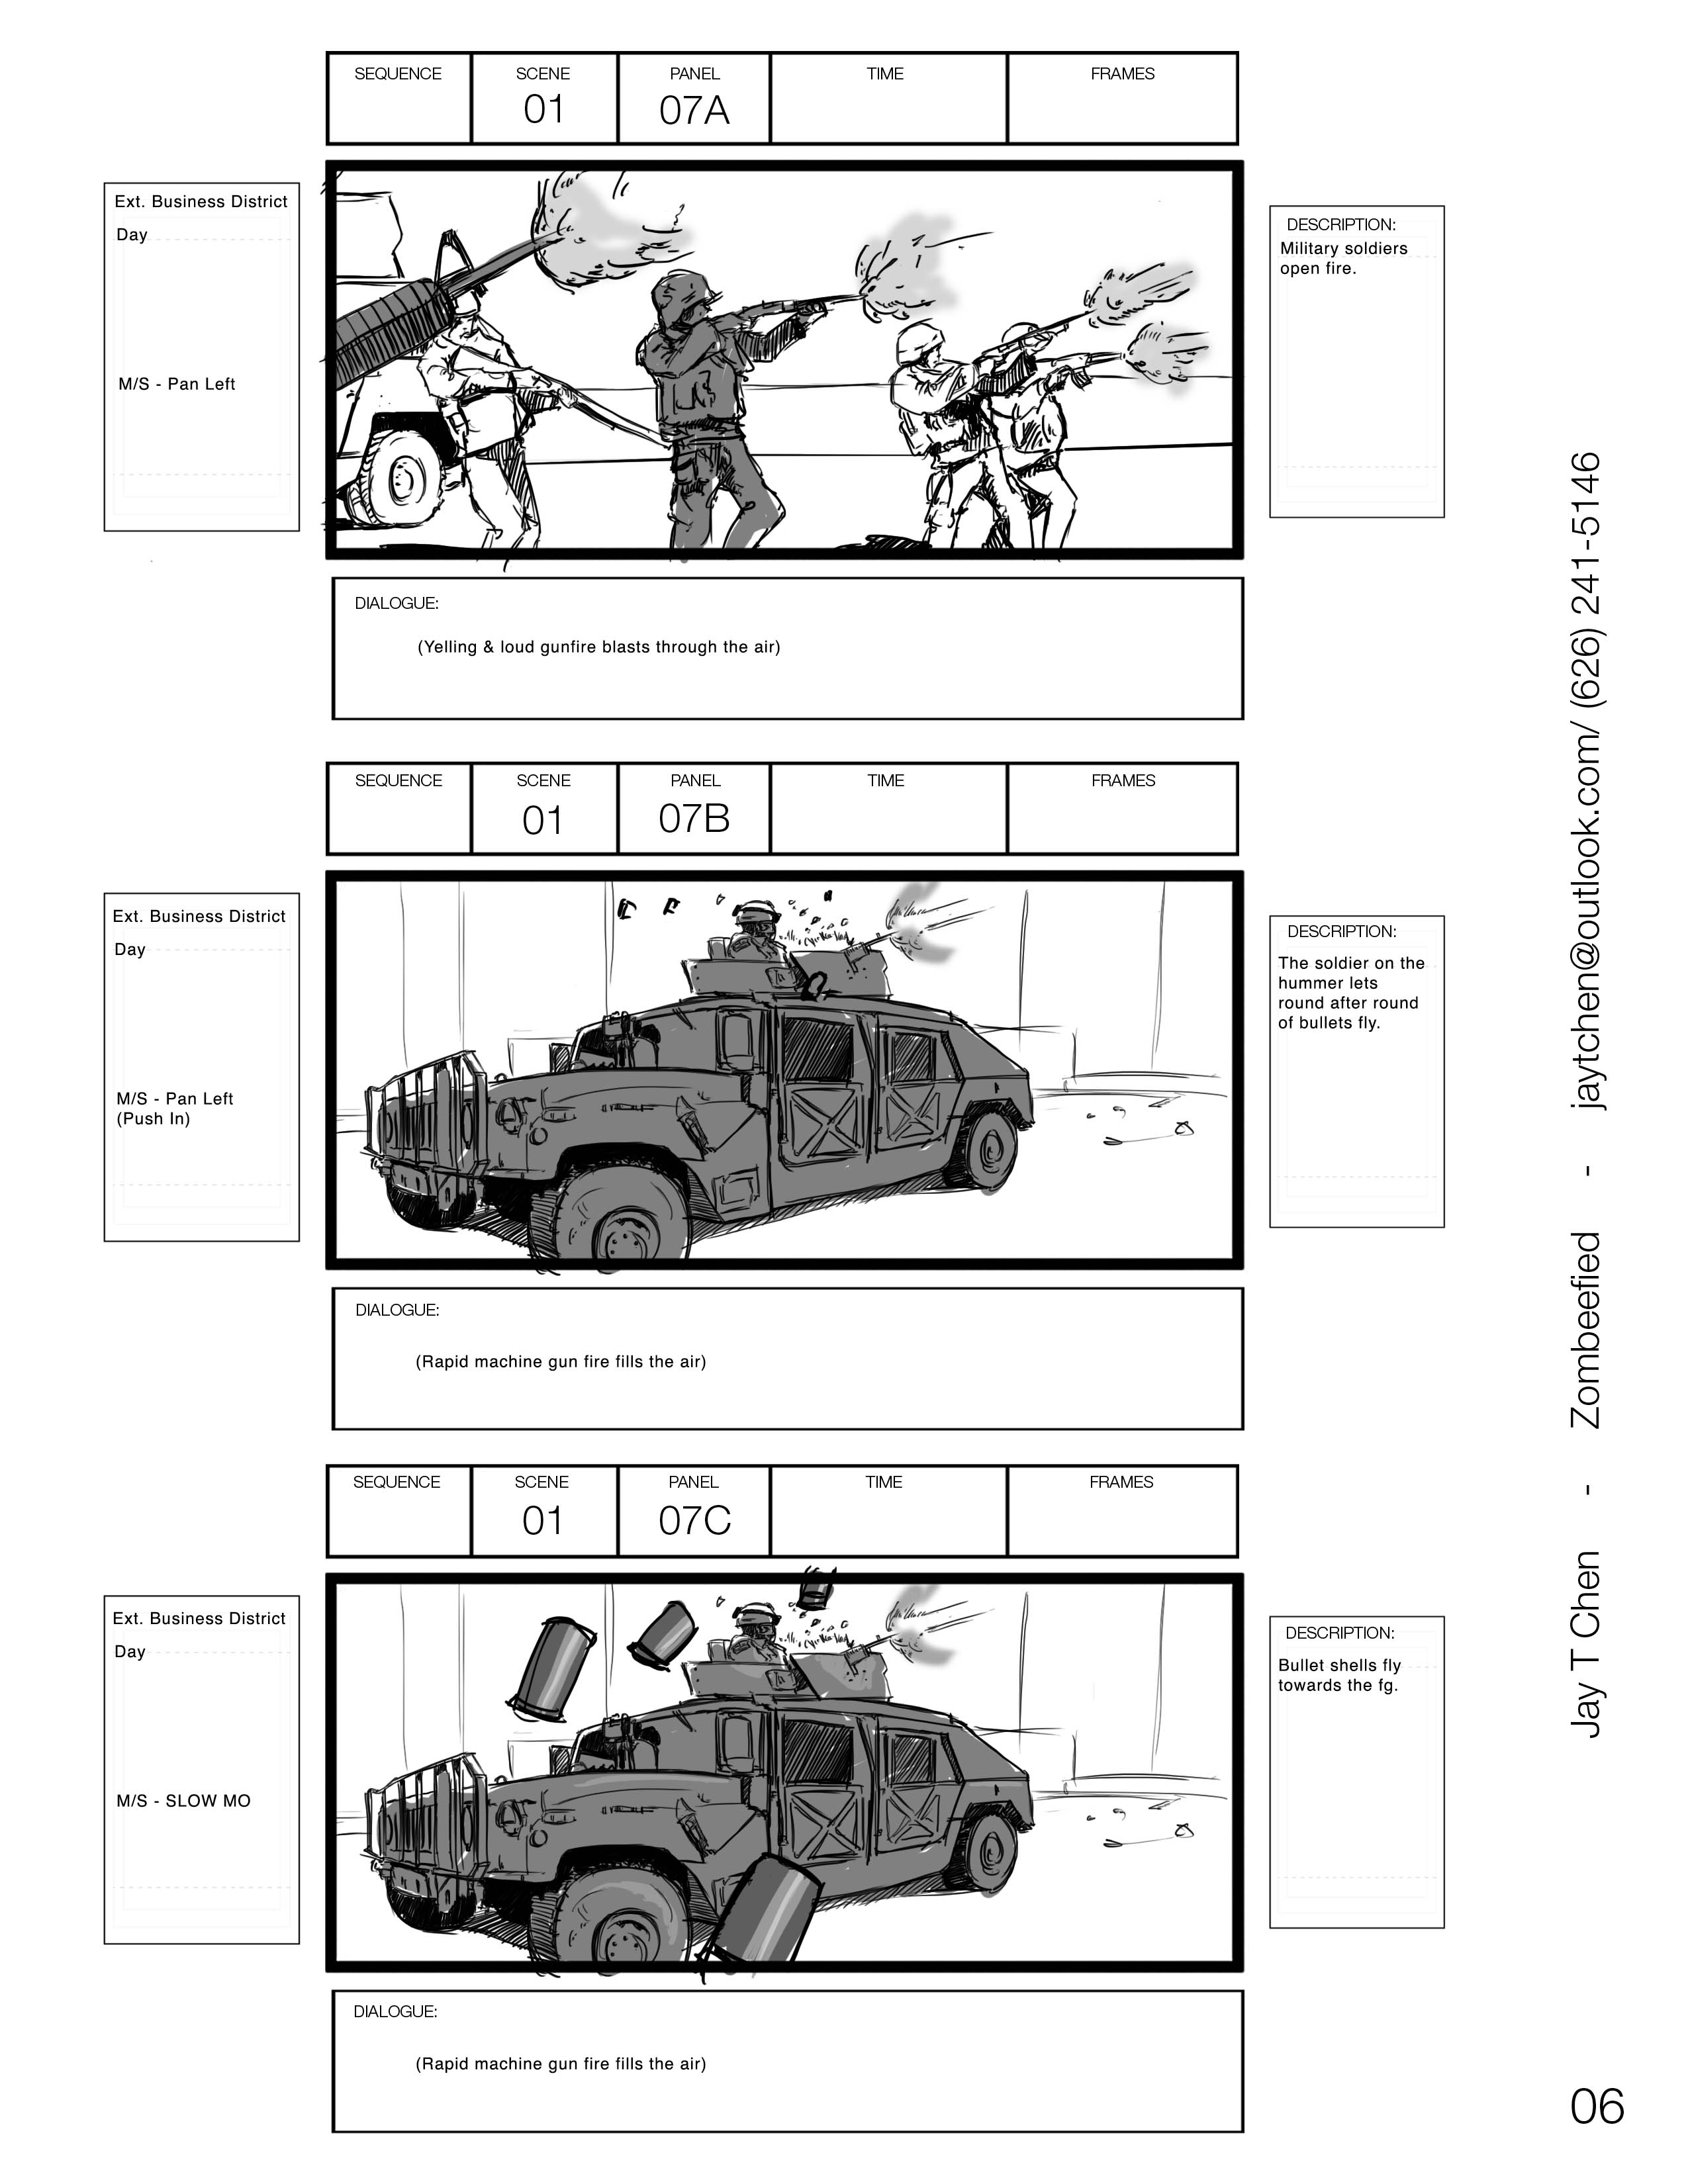 SEQUENCE SCENE PANEL TIME FRAMES
01 07A
Ext. Business District
Day
M/S - Pan Left
DESCRIPTION:
Military soldiers
open fire.
DIALOGUE:
(Yelling & loud gunfire blasts through the air)
SEQUENCE SCENE PANEL TIME FRAMES
01 07B
Ext. Business District
Day
M/S - Pan Left
(Push In)
DESCRIPTION:
The soldier on the
hummer lets
round after round
of bullets fly.
DIALOGUE:
(Rapid machine gun fire fills the air)
SEQUENCE SCENE PANEL TIME FRAMES
01 07C
Ext. Business District
Day
M/S - SLOW MO
DESCRIPTION:
Bullet shells fly
towards the fg.
DIALOGUE:
(Rapid machine gun fire fills the air)
Jay T Chen - Zombeefied - jaytchen@outlook.com/ (626) 241-5146
06